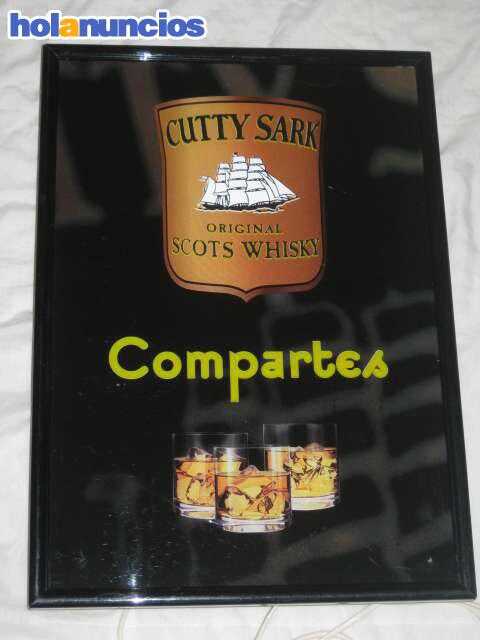 holanuncios
CUTTY SARK
ORIGINAL
SCOTS WHISKY
Compartes